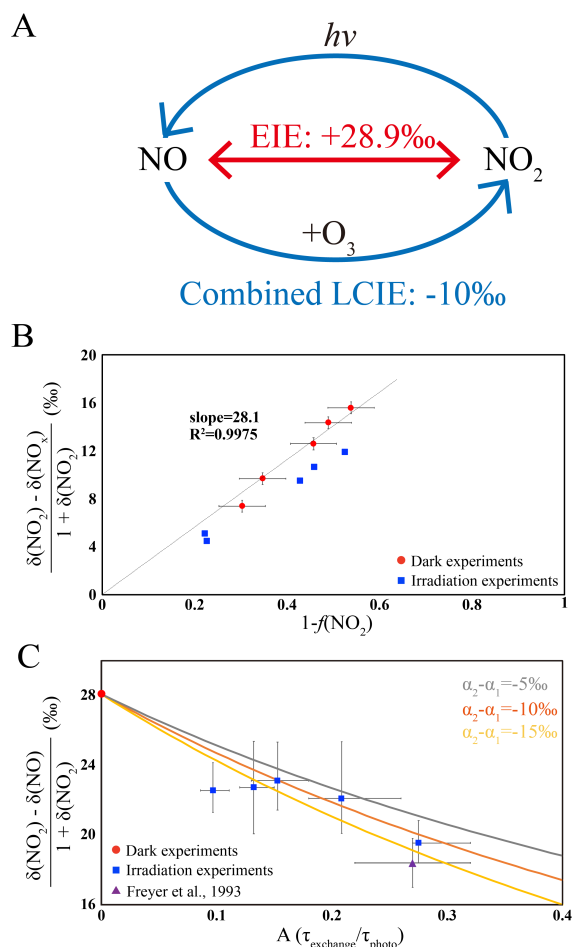 A
hν
NO
EIE: +28.9‰
NO2
+O3
Combined LCIE: -10‰
B
20
16
12
8
4
0
δ(NO2) - δ(NOx)
1 + δ(NO2)
(‰)
slope=28.1
R²=0.9975
Dark experiments
Irradiation experiments
0 0.2 0.4 0.6 0.8 1
1-f(NO2)
C
28
24
20
16
δ(NO2) - δ(NO)
1 + δ(NO2)
(‰)
α2-α1=-5‰
α2-α1=-10‰
α2-α1=-15‰
Dark experiments
Irradiation experiments
Freyer et al., 1993
0 0.1 0.2 0.3 0.4
A (τexchange/τphoto)